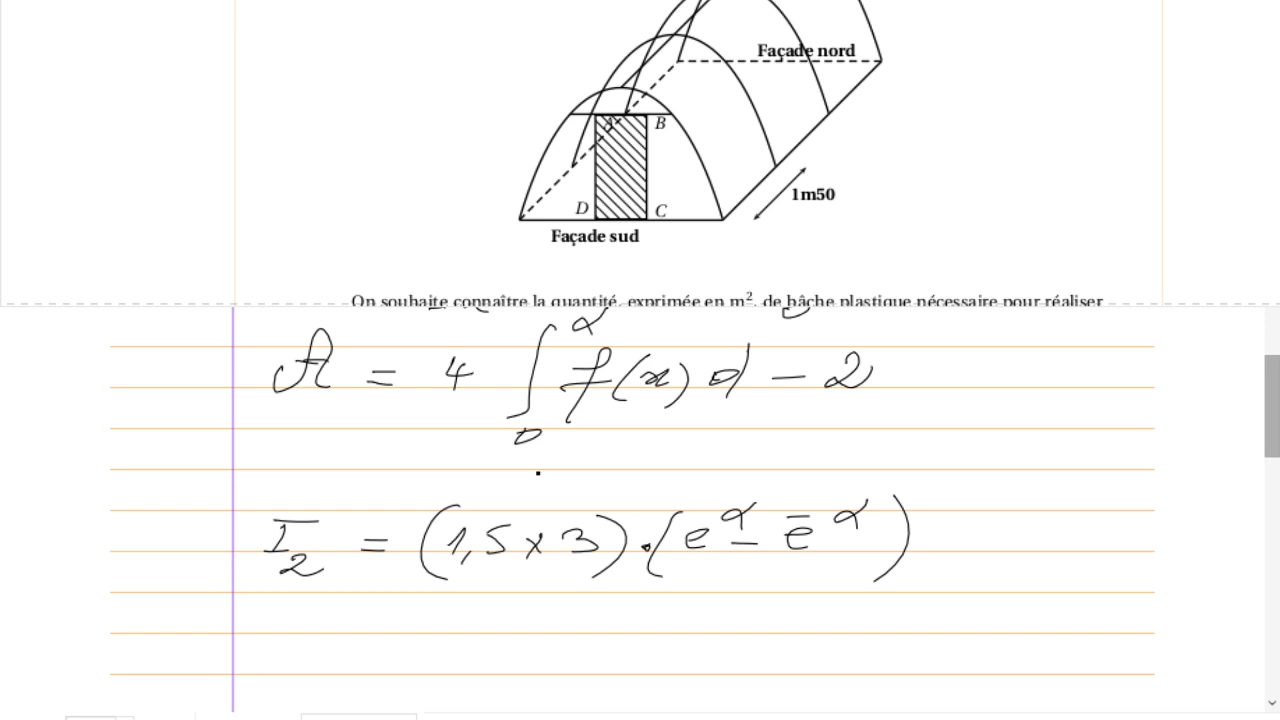 Façade nord
A B
1m50
D C
Façade sud
On souhaite connaître la quantité, exprimée en m², de bâche plastique nécessaire pour réaliser
𝒜 = 4 ∫₀^α f(x) d − 2
I₂ = (1,5 × 3).(e^α − e^-α)